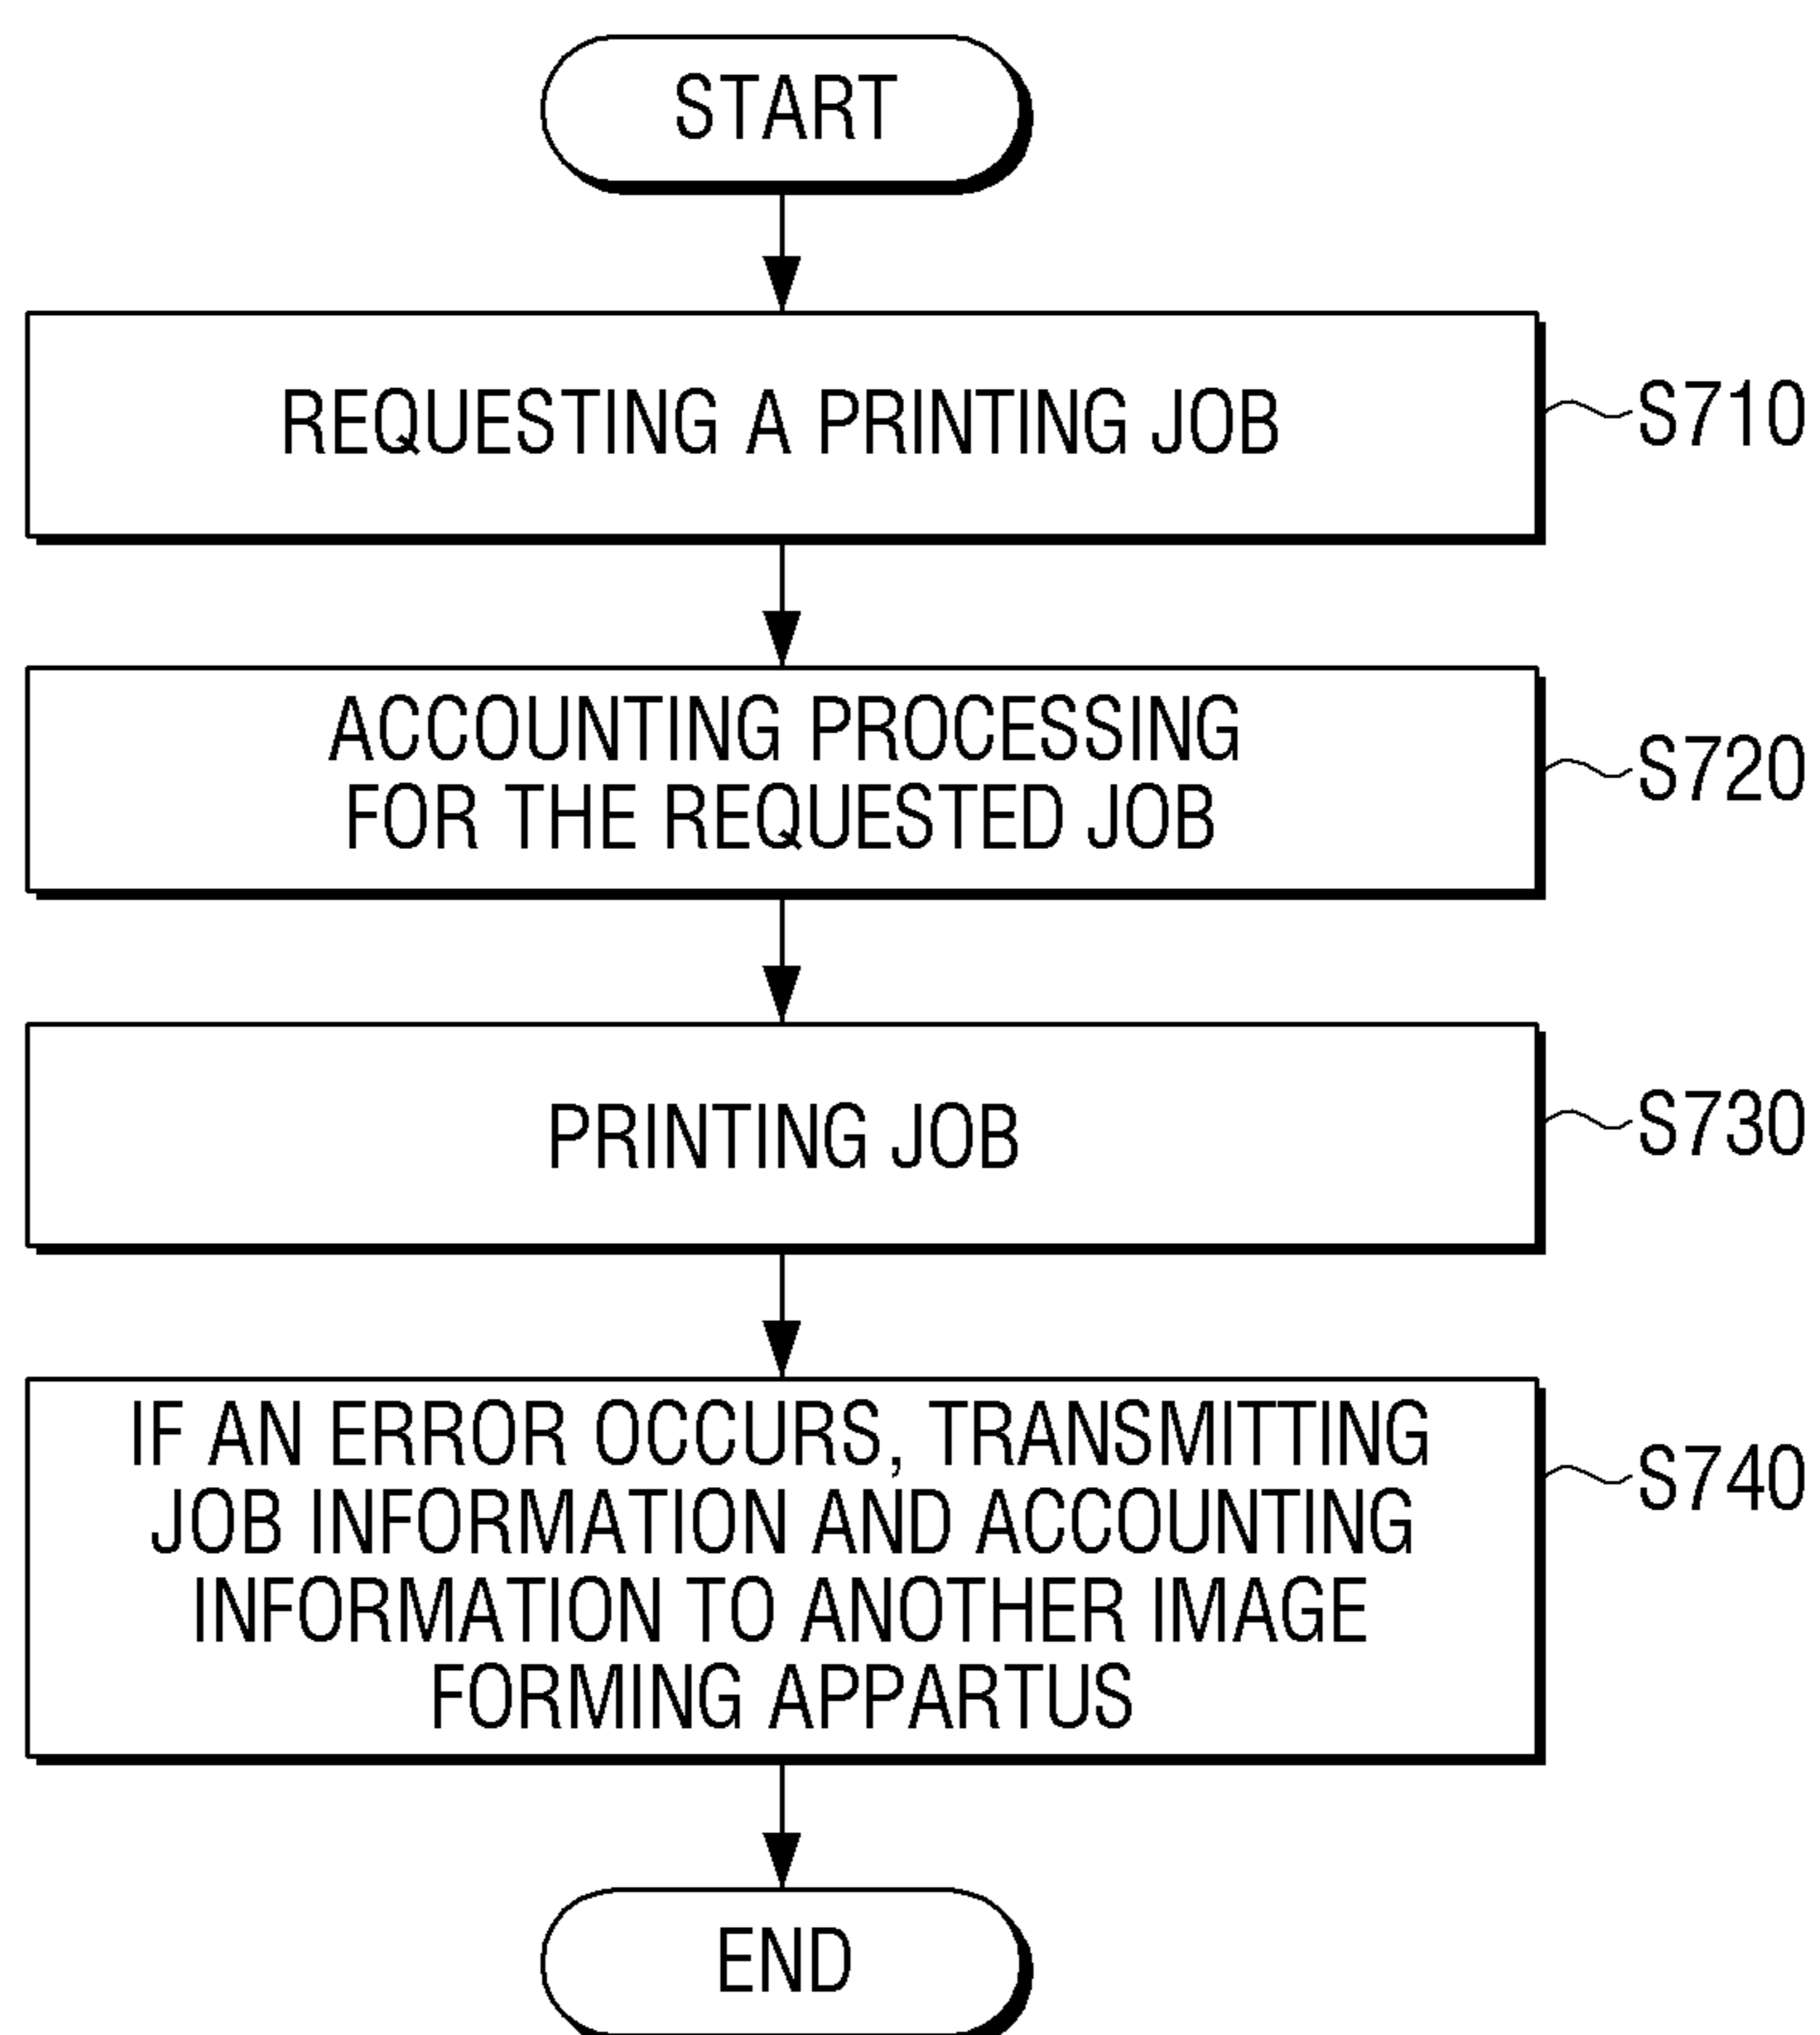 START
REQUESTING A PRINTING JOB
S710
ACCOUNTING PROCESSING
FOR THE REQUESTED JOB
S720
PRINTING JOB
S730
IF AN ERROR OCCURS, TRANSMITTING
JOB INFORMATION AND ACCOUNTING
INFORMATION TO ANOTHER IMAGE
FORMING APPARTUS
S740
END